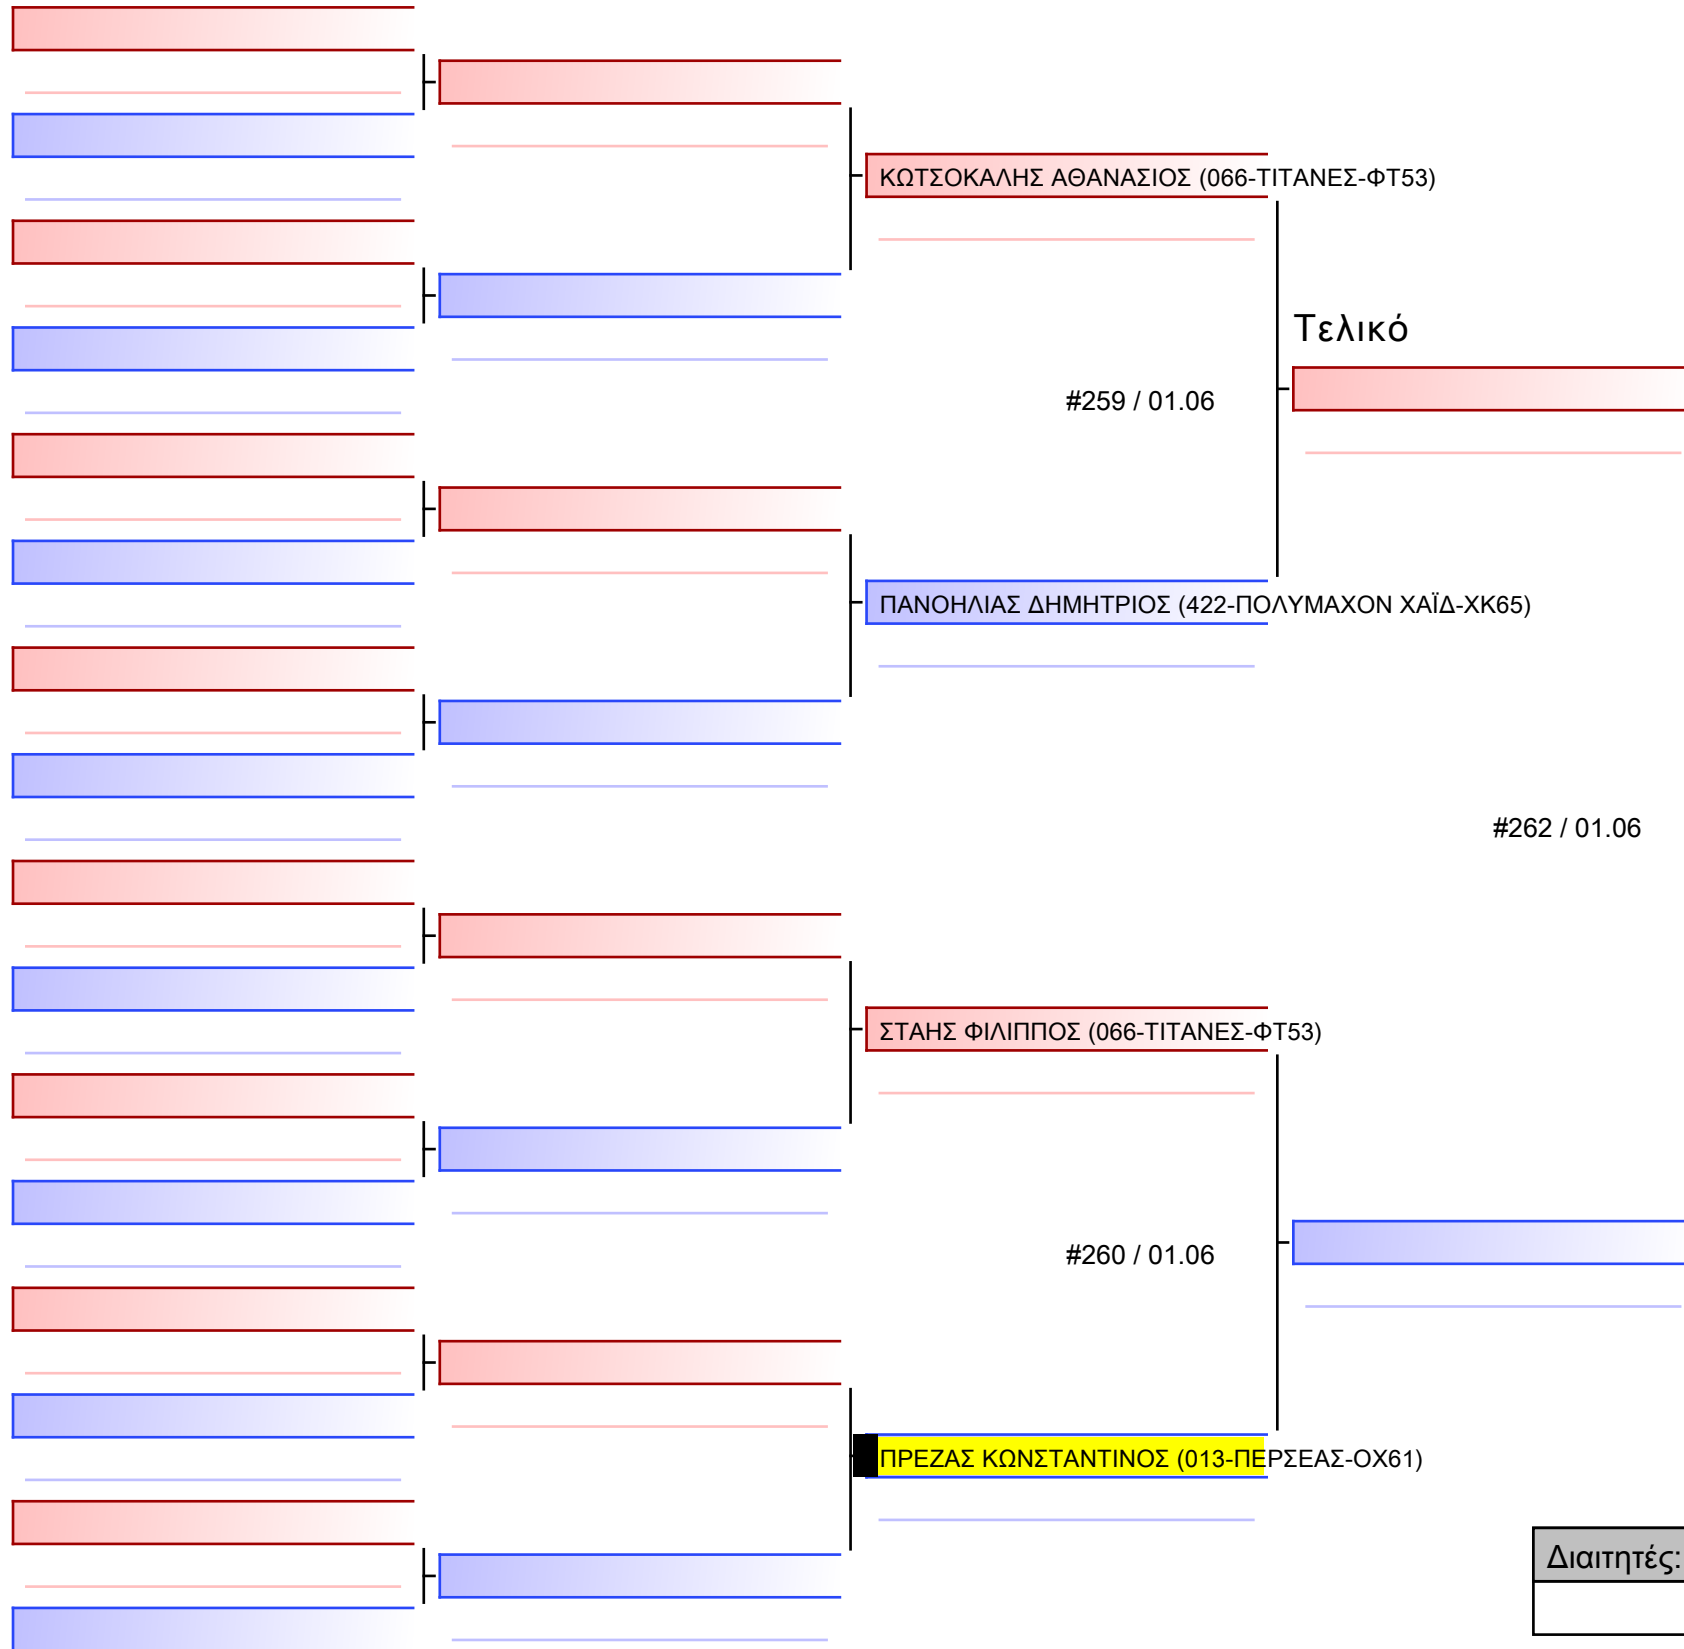 ΚΩΤΣΟΚΑΛΗΣ ΑΘΑΝΑΣΙΟΣ (066-ΤΙΤΑΝΕΣ-ΦΤ53)
Τελικό
#259 / 01.06
ΠΑΝΟΗΛΙΑΣ ΔΗΜΗΤΡΙΟΣ (422-ΠΟΛΥΜΑΧΟΝ ΧΑΪΔ-ΧΚ65)
#262 / 01.06
ΣΤΑΗΣ ΦΙΛΙΠΠΟΣ (066-ΤΙΤΑΝΕΣ-ΦΤ53)
#260 / 01.06
ΠΡΕΖΑΣ ΚΩΝΣΤΑΝΤΙΝΟΣ (013-ΠΕΡΣΕΑΣ-ΟΧ61)
Διαιτητές: